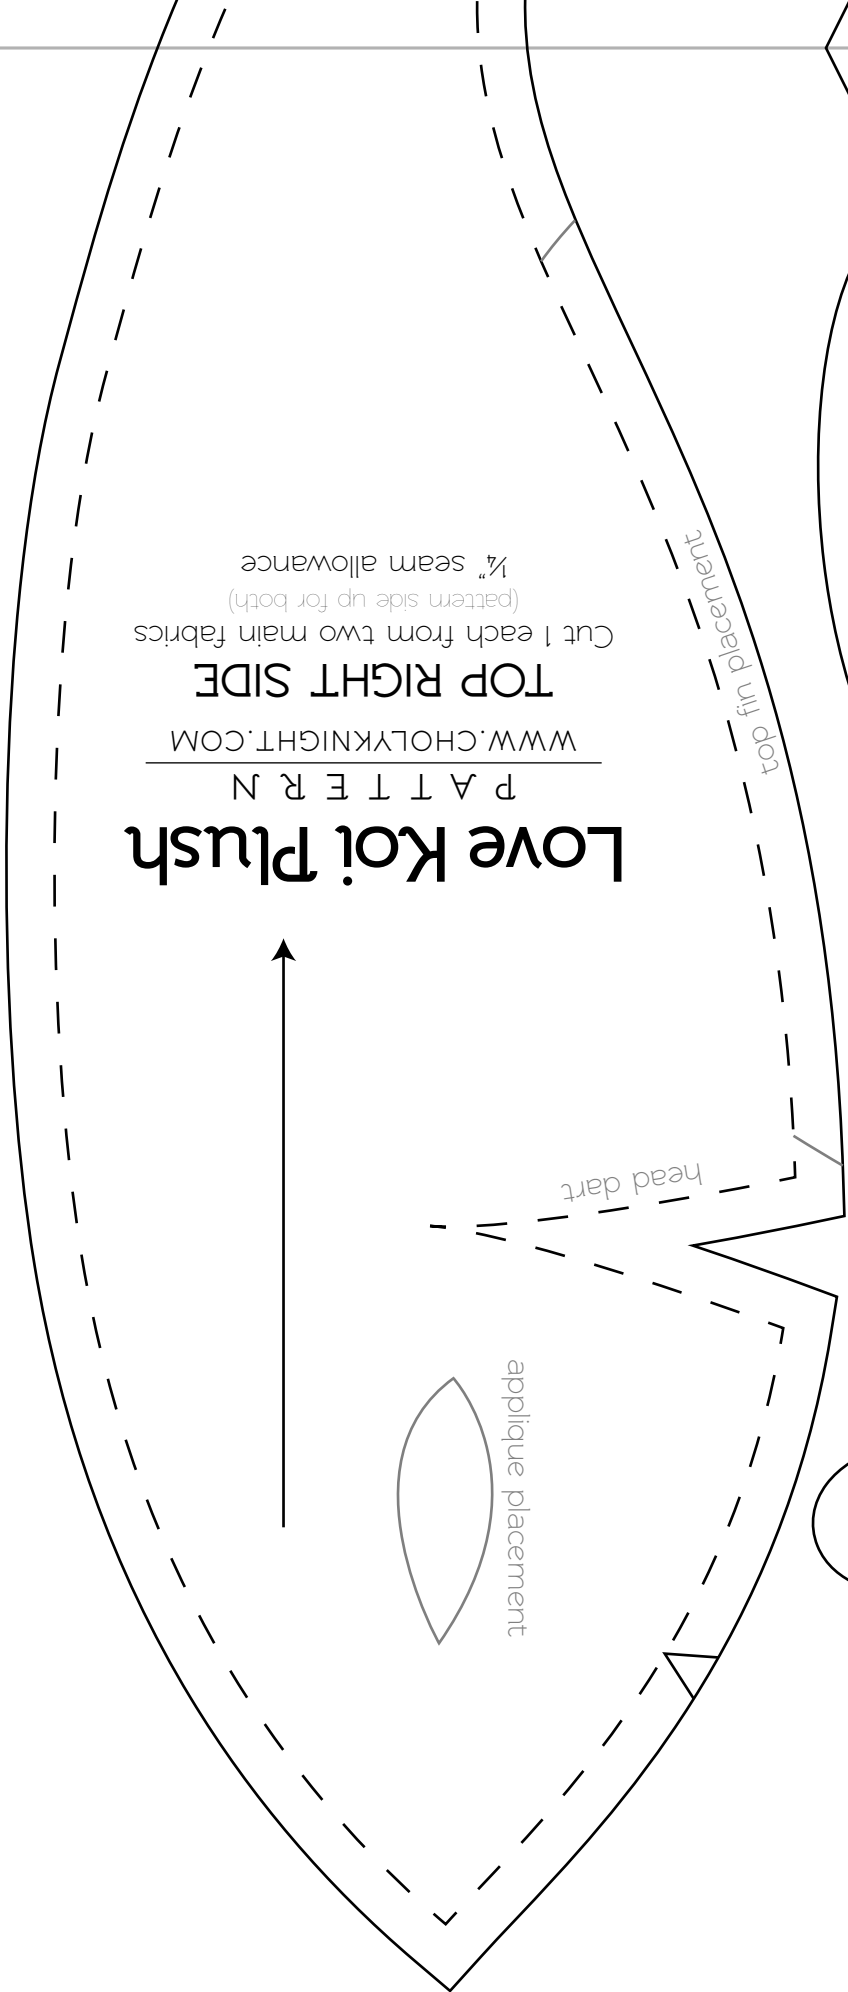 Love Koi Plush
PATTERN
WWW.CHOLYKNIGHT.COM
TOP RIGHT SIDE
Cut 1 each from two main fabrics
(pattern side up for both)
¼" seam allowance
top fin placement
head dart
applique placement